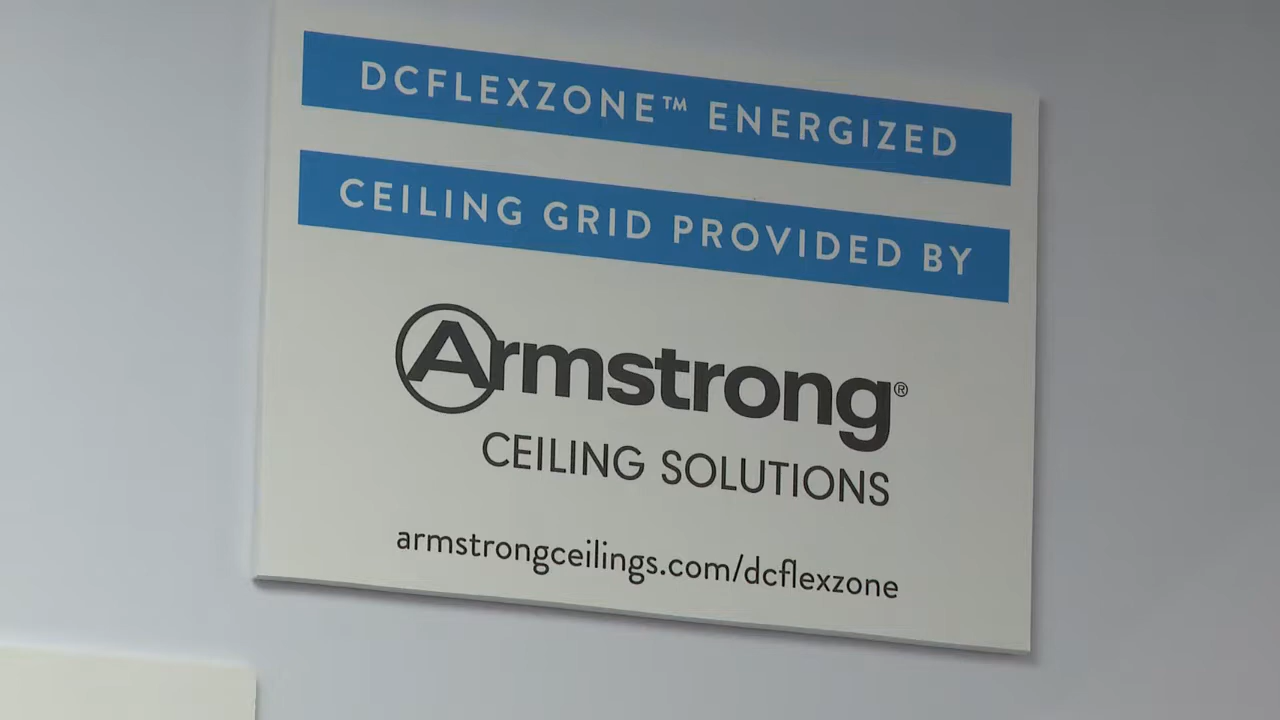 DCFLEXZONE™ ENERGIZED
CEILING GRID PROVIDED BY
Armstrong®
CEILING SOLUTIONS
armstrongceilings.com/dcflexzone